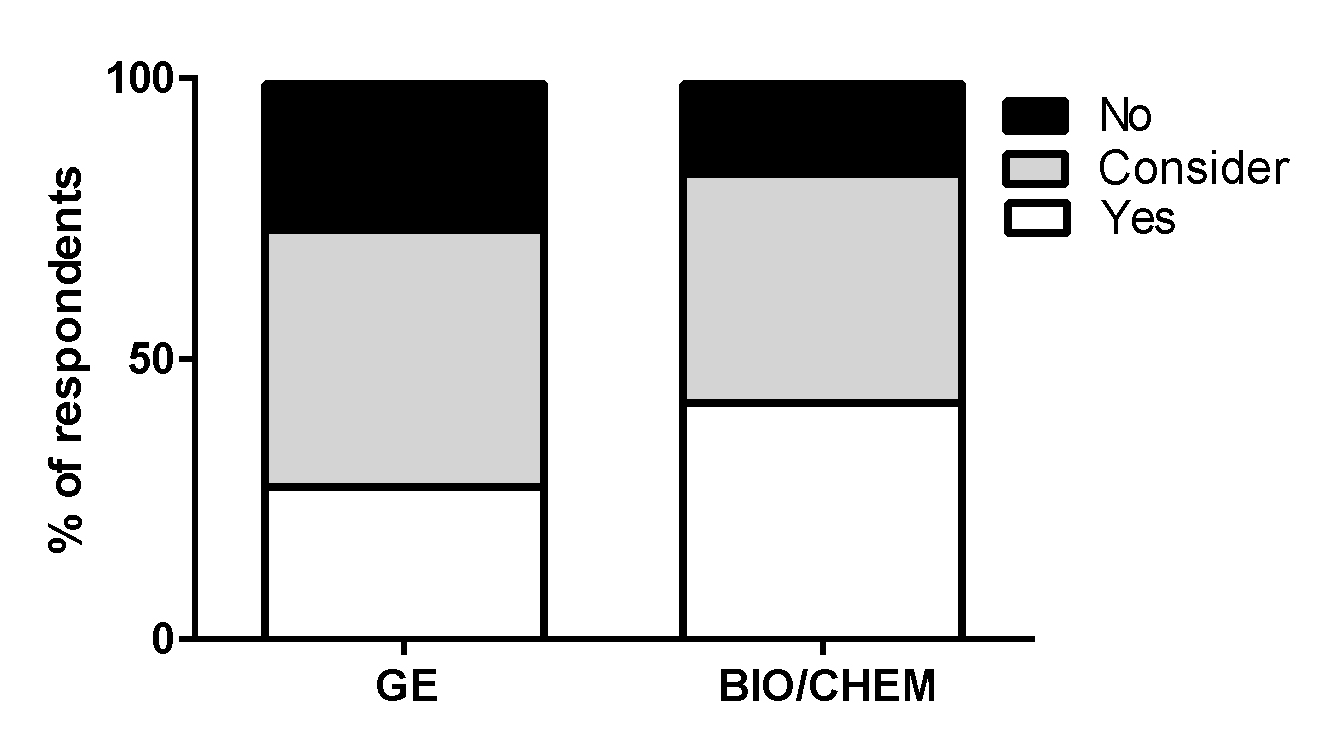 100
50
0
% of respondents
GE
BIO/CHEM
No
Consider
Yes